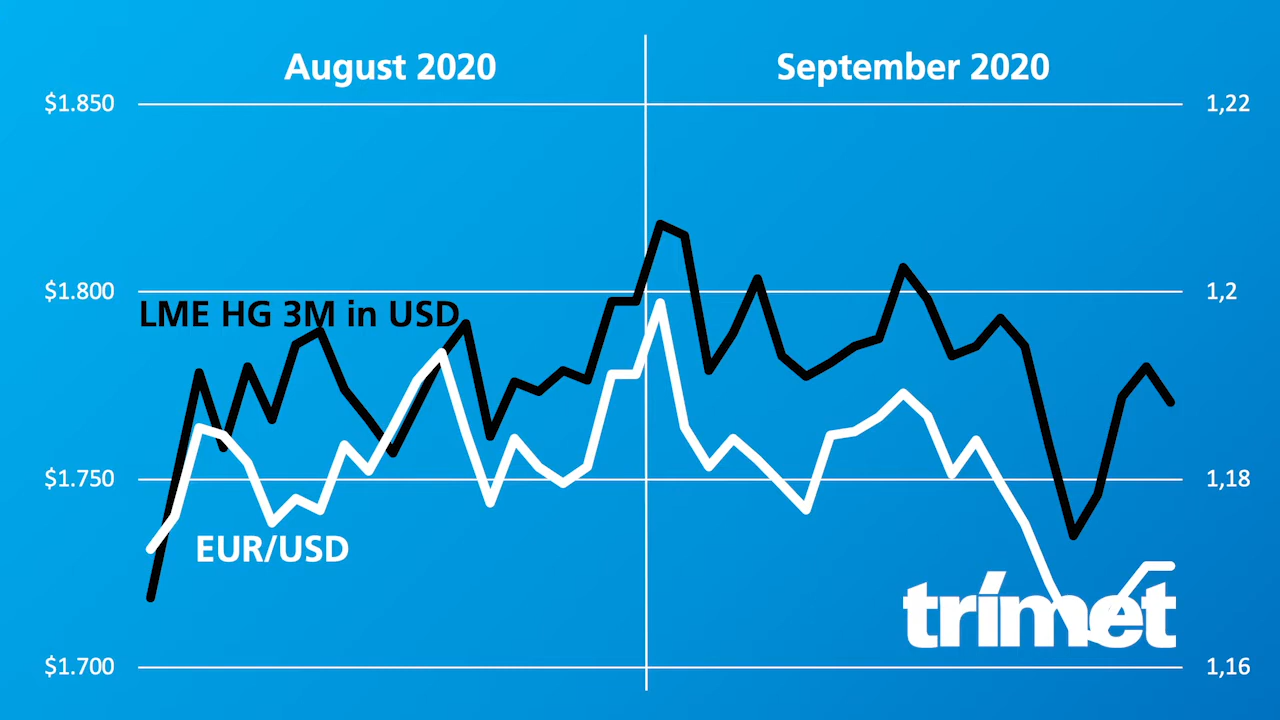 August 2020
September 2020
$1.850
1,22
$1.800
1,2
LME HG 3M in USD
$1.750
1,18
EUR/USD
trimet
$1.700
1,16